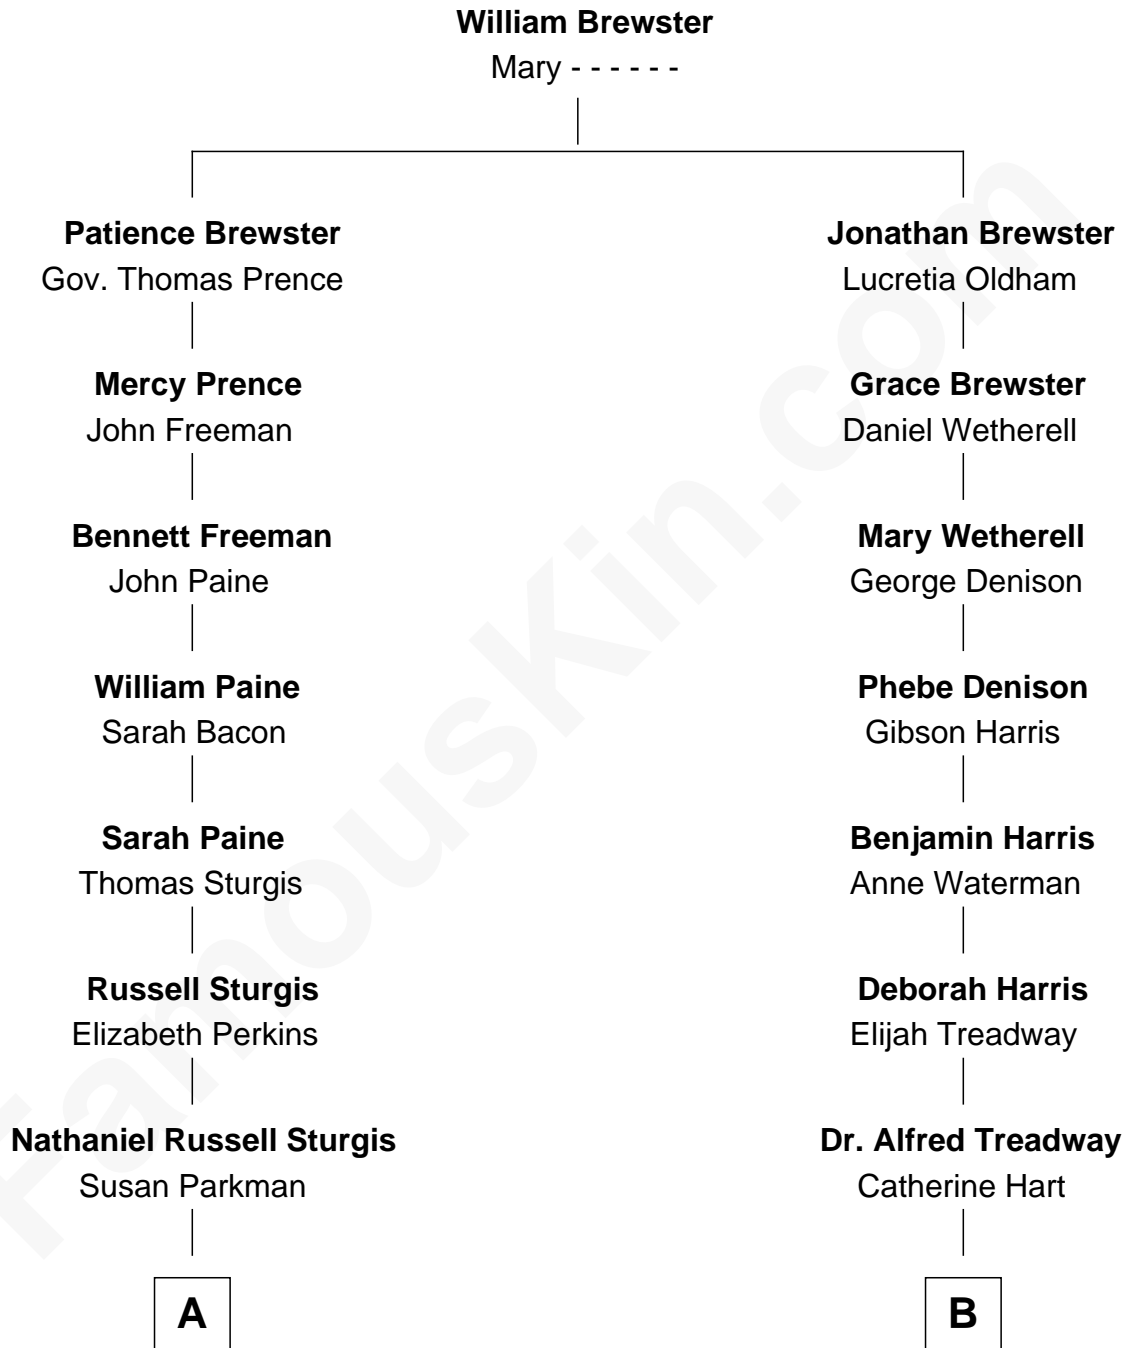 William Brewster
Mary - - - - - -
Patience Brewster
Gov. Thomas Prence
Jonathan Brewster
Lucretia Oldham
Mercy Prence
John Freeman
Grace Brewster
Daniel Wetherell
Bennett Freeman
John Paine
Mary Wetherell
George Denison
William Paine
Sarah Bacon
Phebe Denison
Gibson Harris
Sarah Paine
Thomas Sturgis
Benjamin Harris
Anne Waterman
Russell Sturgis
Elizabeth Perkins
Deborah Harris
Elijah Treadway
Nathaniel Russell Sturgis
Susan Parkman
Dr. Alfred Treadway
Catherine Hart
A
B
FamousKin.com